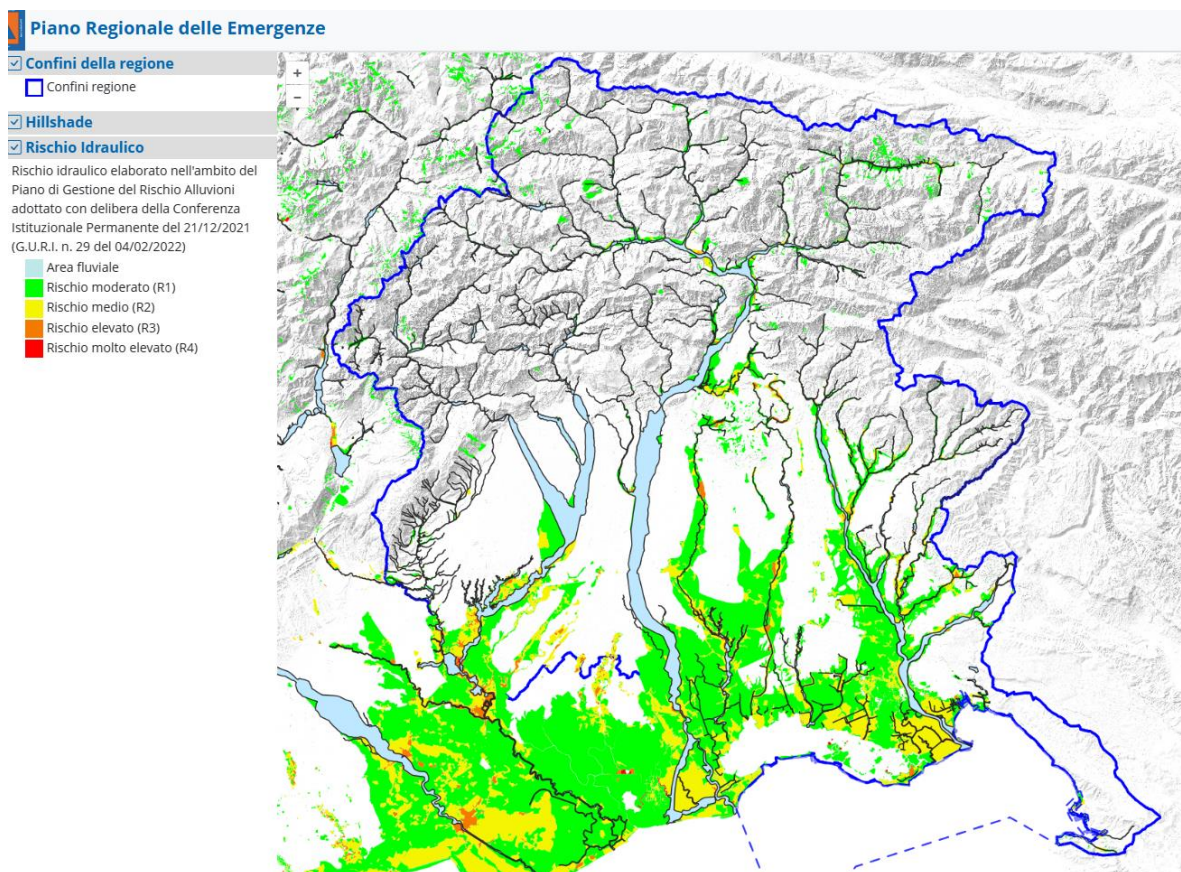 Piano Regionale delle Emergenze
Confini della regione
Confini regione
Hillshade
Rischio Idraulico
Rischio idraulico elaborato nell'ambito del
Piano di Gestione del Rischio Alluvioni
adottato con delibera della Conferenza
Istituzionale Permanente del 21/12/2021
(G.U.R.I. n. 29 del 04/02/2022)
Area fluviale
Rischio moderato (R1)
Rischio medio (R2)
Rischio elevato (R3)
Rischio molto elevato (R4)
+
−